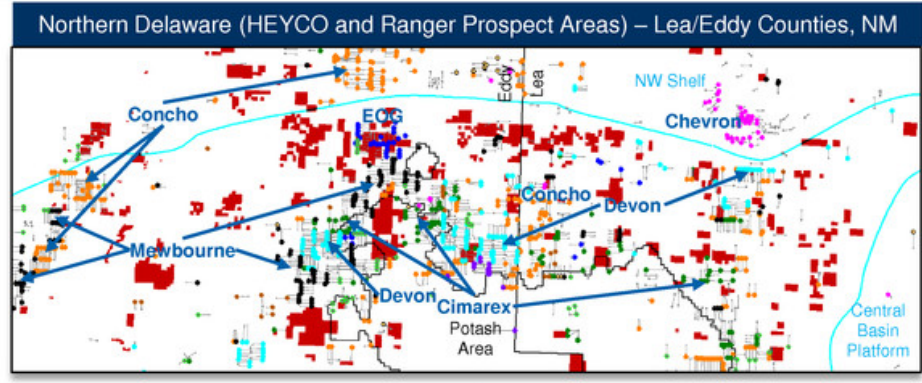 Northern Delaware (HEYCO and Ranger Prospect Areas) – Lea/Eddy Counties, NM
Eddy
Lea
NW Shelf
Concho
EOG
Chevron
Concho
Devon
Mewbourne
Devon
Cimarex
Potash
Area
Central
Basin
Platform